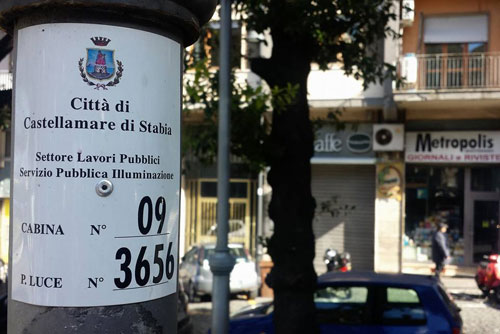 Città di
Castellamare di Stabia
Settore Lavori Pubblici
Servizio Pubblica Illuminazione
CABINA N° 09
P. LUCE N° 3656
Metropolis
GIORNALI e RIVISTE